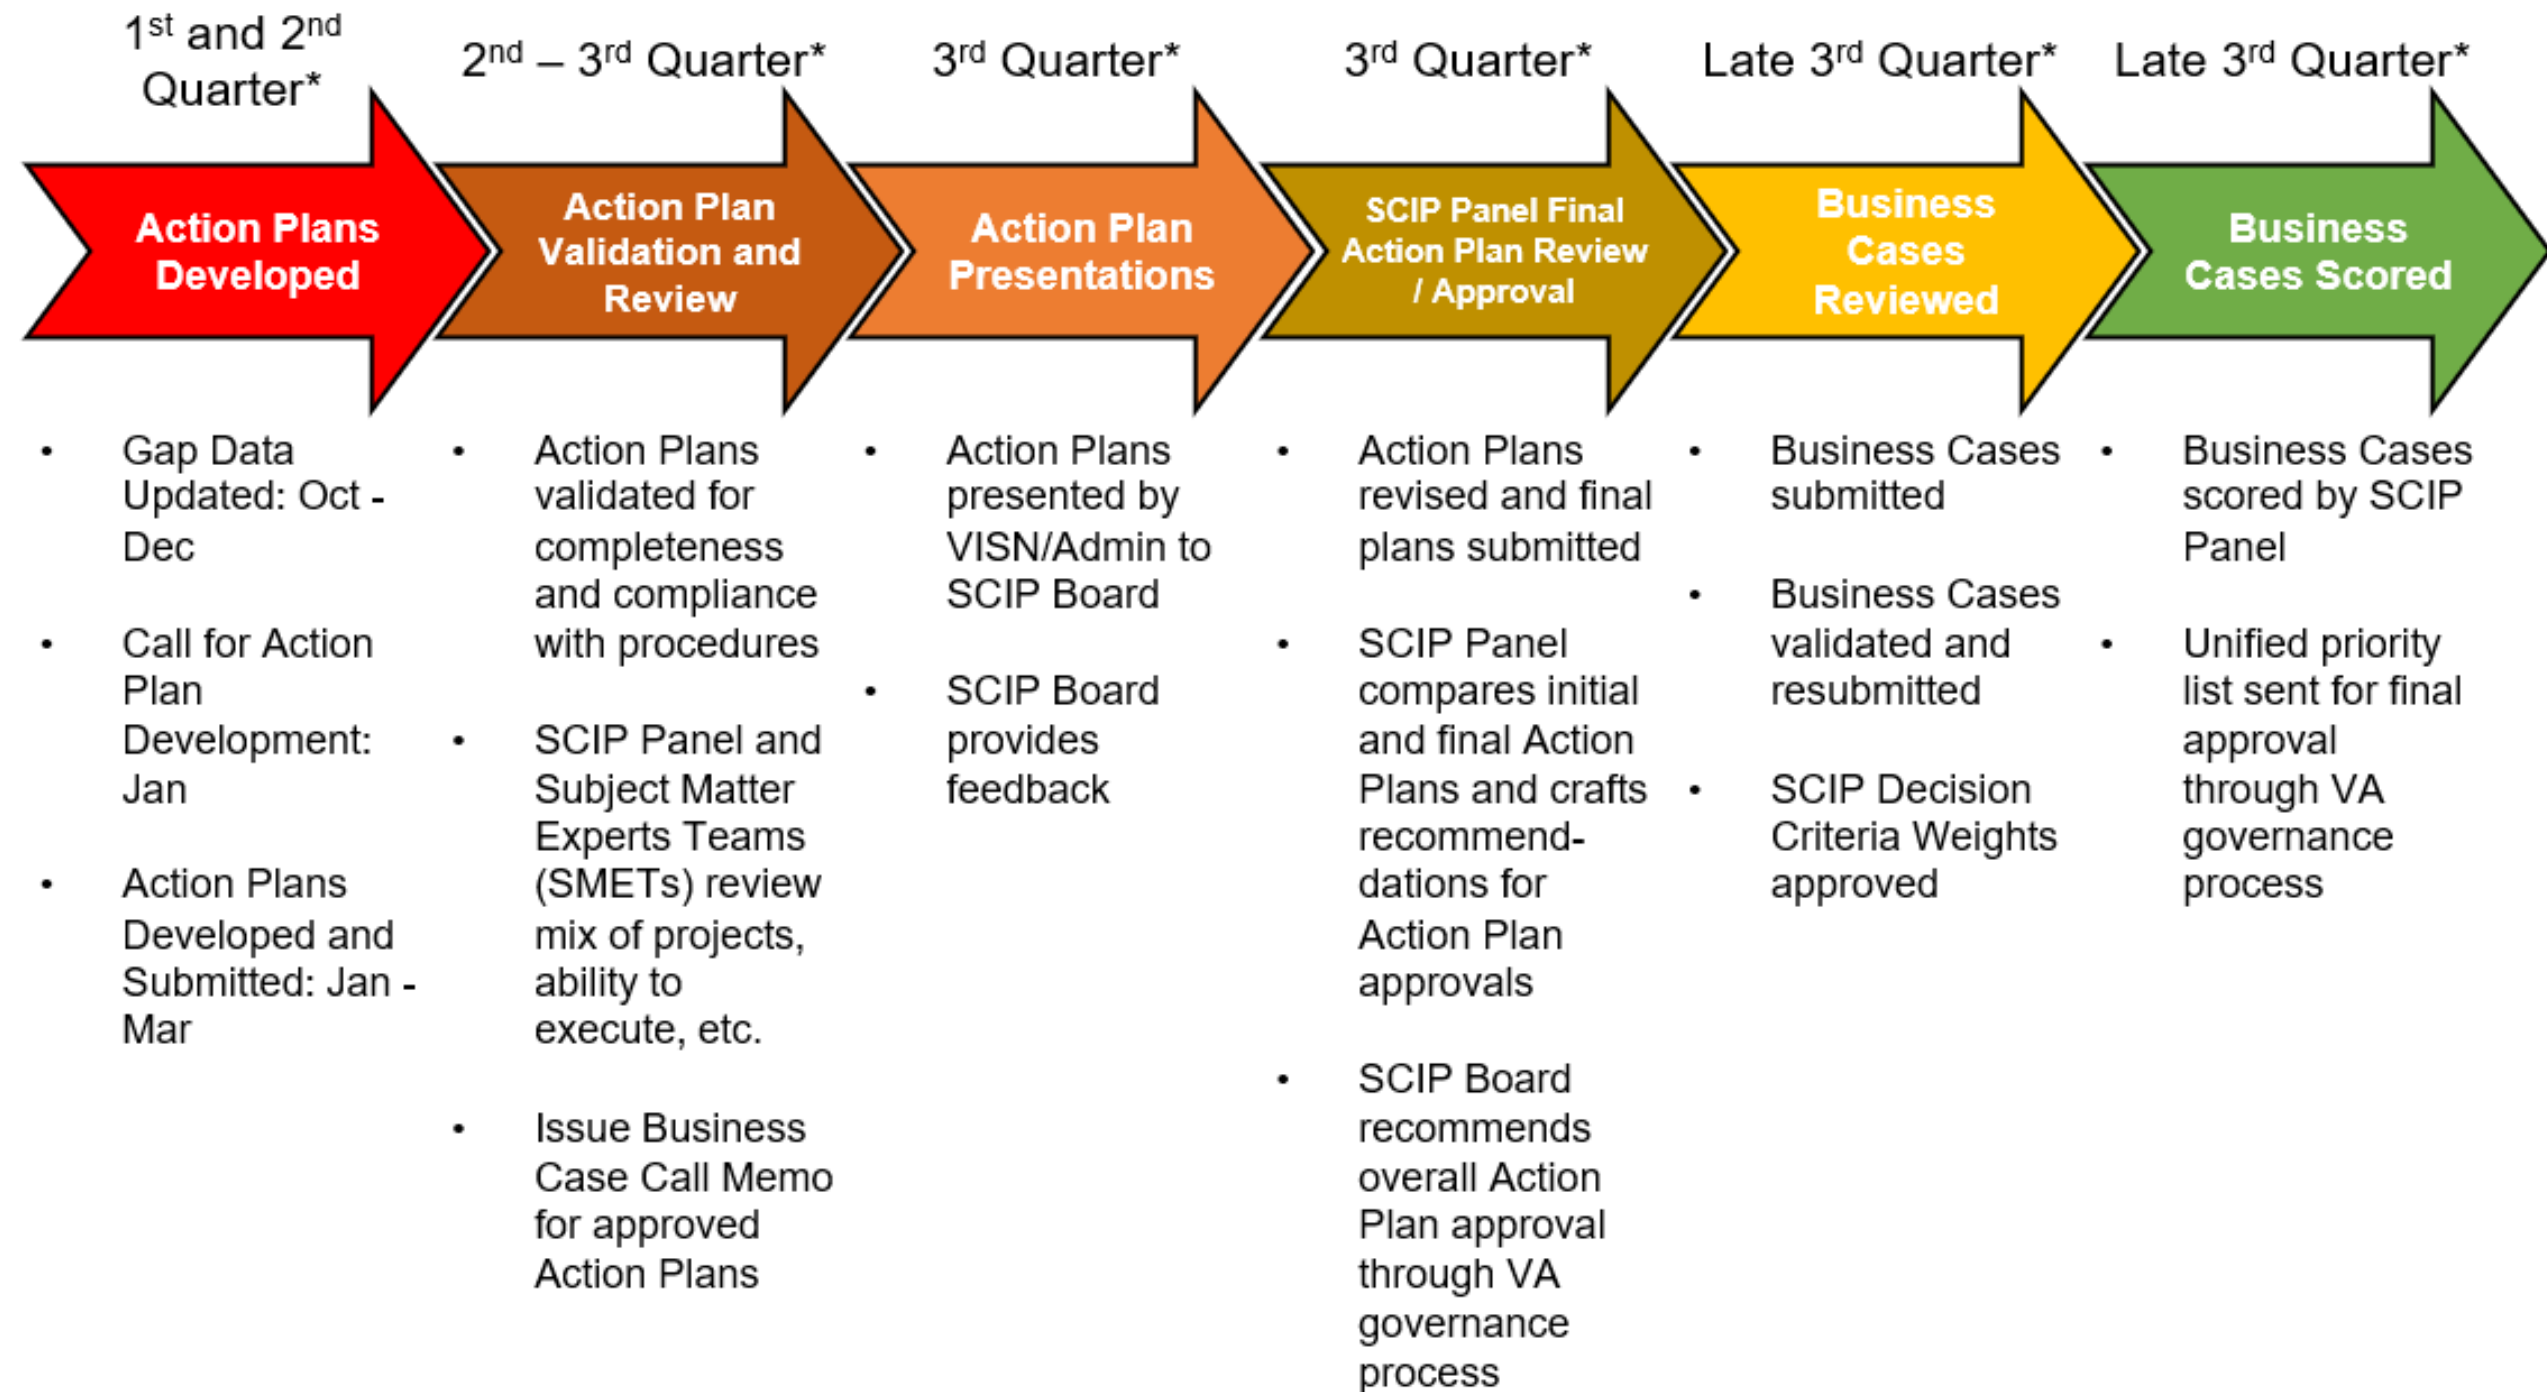 1st and 2nd
Quarter*
2nd – 3rd Quarter*
3rd Quarter*
3rd Quarter*
Late 3rd Quarter*
Late 3rd Quarter*
Action Plans
Developed
Action Plan
Validation and
Review
Action Plan
Presentations
SCIP Panel Final
Action Plan Review
/ Approval
Business
Cases
Reviewed
Business
Cases Scored
• Gap Data
Updated: Oct -
Dec
• Call for Action
Plan
Development:
Jan
• Action Plans
Developed and
Submitted: Jan -
Mar
• Action Plans
validated for
completeness
and compliance
with procedures
• SCIP Panel and
Subject Matter
Experts Teams
(SMETs) review
mix of projects,
ability to
execute, etc.
• Issue Business
Case Call Memo
for approved
Action Plans
• Action Plans
presented by
VISN/Admin to
SCIP Board
• SCIP Board
provides
feedback
• Action Plans
revised and final
plans submitted
• SCIP Panel
compares initial
and final Action
Plans and crafts
recommend-
dations for
Action Plan
approvals
• SCIP Board
recommends
overall Action
Plan approval
through VA
governance
process
• Business Cases
submitted
• Business Cases
validated and
resubmitted
• SCIP Decision
Criteria Weights
approved
• Business Cases
scored by SCIP
Panel
• Unified priority
list sent for final
approval
through VA
governance
process